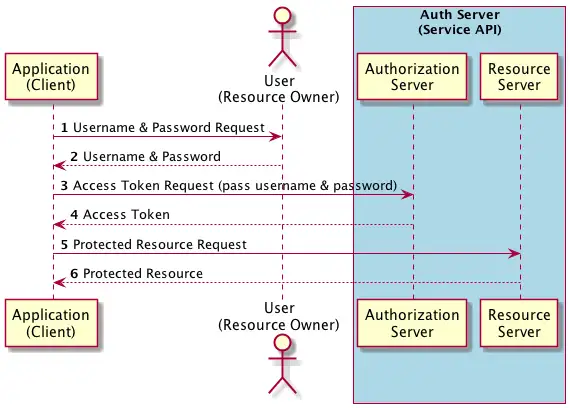 Auth Server
(Service API)
Application
(Client)
User
(Resource Owner)
Authorization
Server
Resource
Server
1 Username & Password Request
2 Username & Password
3 Access Token Request (pass username & password)
4 Access Token
5 Protected Resource Request
6 Protected Resource
Application
(Client)
User
(Resource Owner)
Authorization
Server
Resource
Server